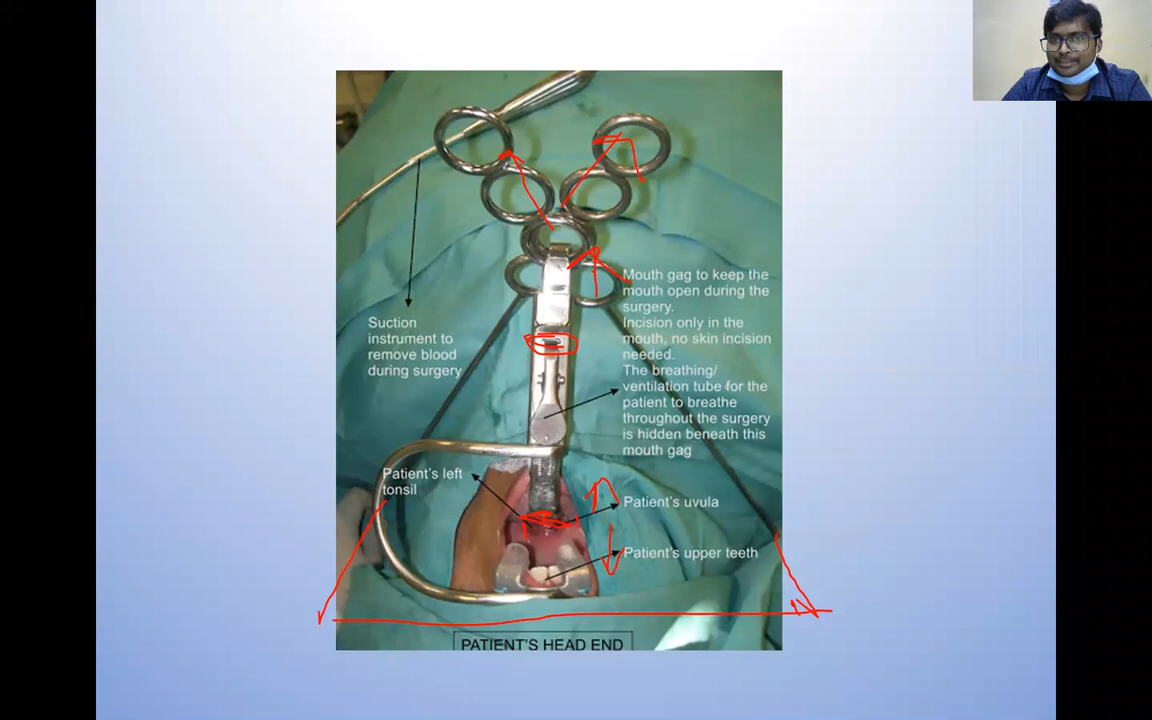 Suction
instrument to
remove blood
during surgery
Mouth gag to keep the
mouth open during the
surgery.
Incision only in the
mouth, no skin incision
needed.
The breathing/
ventilation tube for the
patient to breathe
throughout the surgery
is hidden beneath this
mouth gag
Patient's left
tonsil
Patient's uvula
Patient's upper teeth
PATIENT'S HEAD END